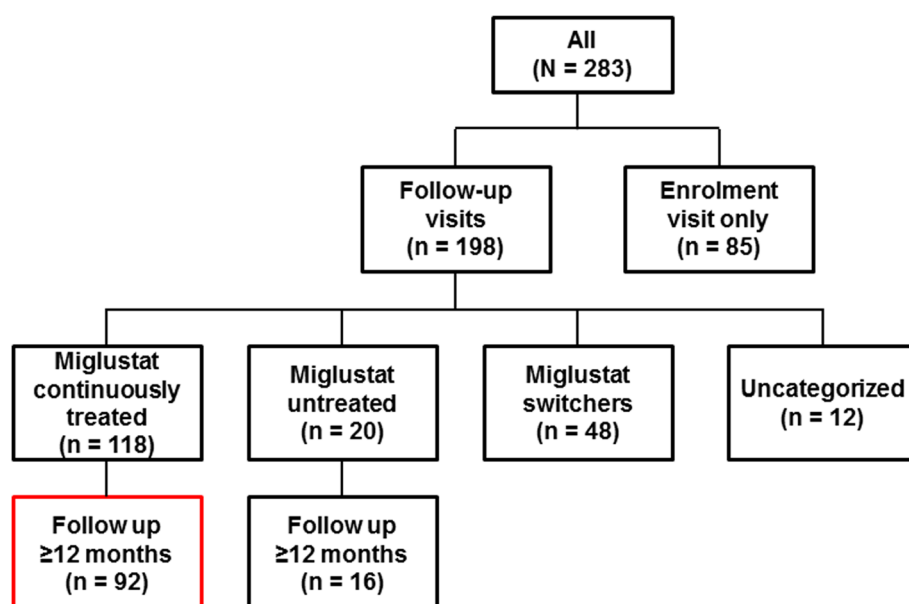 All
(N = 283)
Follow-up
visits
(n = 198)
Enrolment
visit only
(n = 85)
Miglustat
continuously
treated
(n = 118)
Miglustat
untreated
(n = 20)
Miglustat
switchers
(n = 48)
Uncategorized
(n = 12)
Follow up
≥12 months
(n = 92)
Follow up
≥12 months
(n = 16)